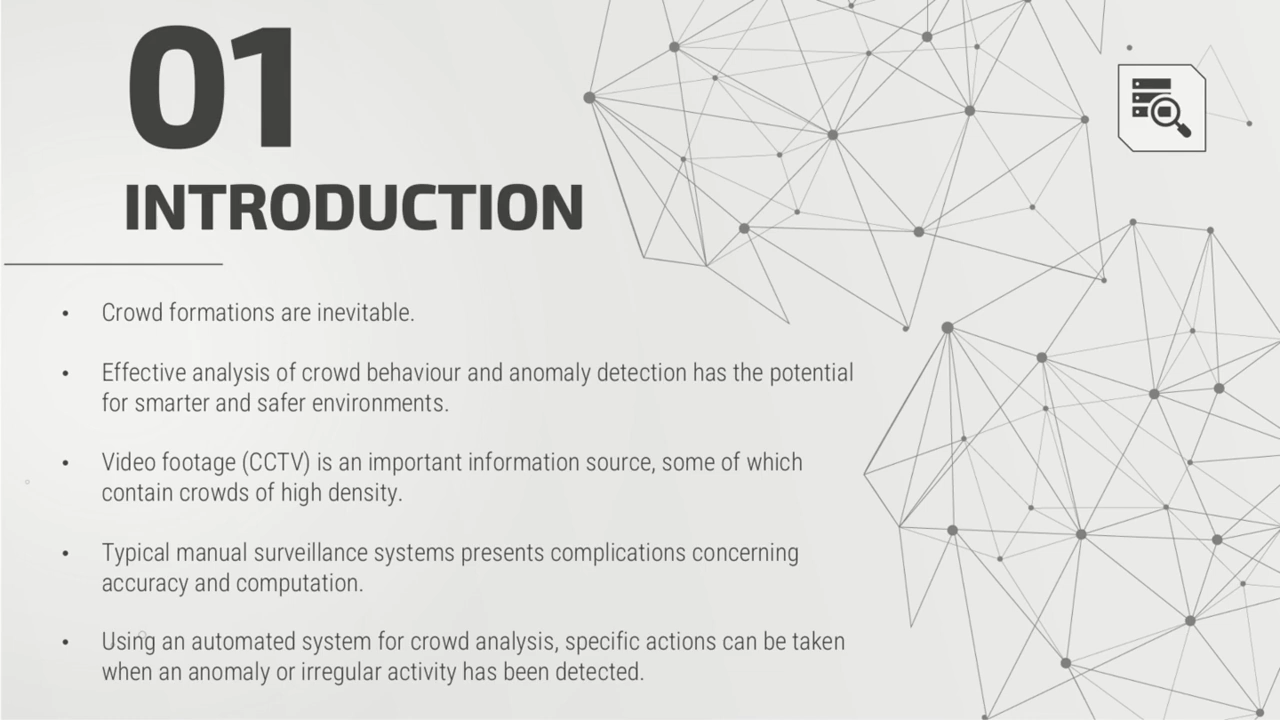 01
INTRODUCTION
• Crowd formations are inevitable.
• Effective analysis of crowd behaviour and anomaly detection has the potential
for smarter and safer environments.
• Video footage (CCTV) is an important information source, some of which
contain crowds of high density.
• Typical manual surveillance systems presents complications concerning
accuracy and computation.
• Using an automated system for crowd analysis, specific actions can be taken
when an anomaly or irregular activity has been detected.